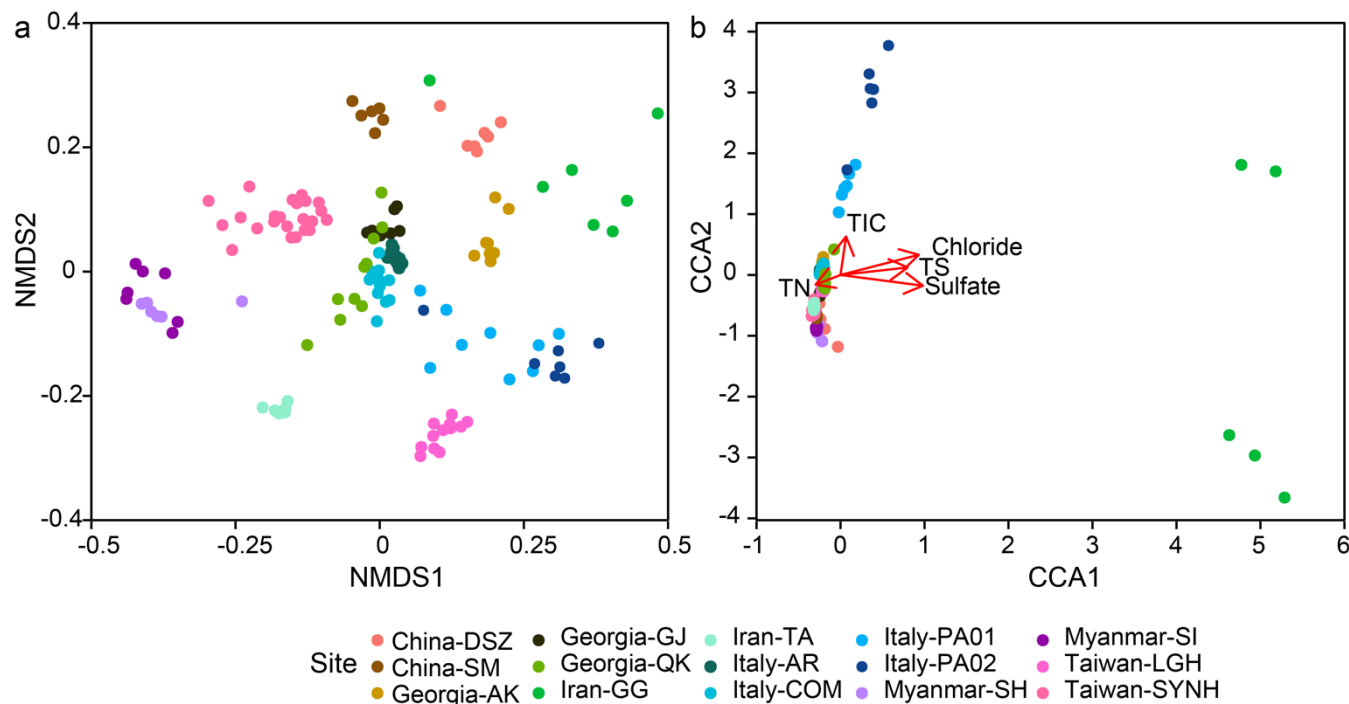 a
0.4
0.2
0
-0.2
-0.4
NMDS2
-0.5
-0.25
0
0.25
0.5
NMDS1
b
4
3
2
1
0
-1
-2
-3
-4
CCA2
TIC
Chloride
TS
Sulfate
TN
-1
0
1
2
3
4
5
6
CCA1
Site
China-DSZ
China-SM
Georgia-AK
Georgia-GJ
Georgia-QK
Iran-GG
Iran-TA
Italy-AR
Italy-COM
Italy-PA01
Italy-PA02
Myanmar-SH
Myanmar-SI
Taiwan-LGH
Taiwan-SYNH